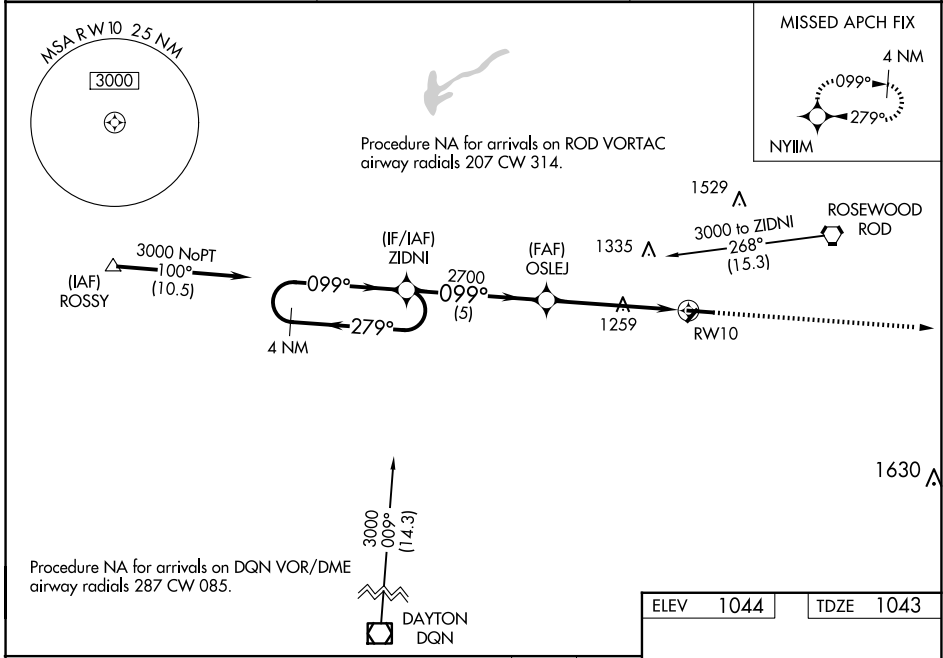 MSA RW10 25 NM
3000
MISSED APCH FIX
4 NM
099°
279°
NYIIM
Procedure NA for arrivals on ROD VORTAC
airway radials 207 CW 314.
1529
ROSEWOOD
ROD
3000 to ZIDNI
268°
(15.3)
1335
(IF/IAF)
ZIDNI
(FAF)
OSLEJ
3000 NoPT
100°
(10.5)
(IAF)
ROSSY
099°
279°
4 NM
2700
099°
(5)
1259
RW10
1630
3000
009°
(14.3)
Procedure NA for arrivals on DQN VOR/DME
airway radials 287 CW 085.
DAYTON
DQN
ELEV 1044
TDZE 1043